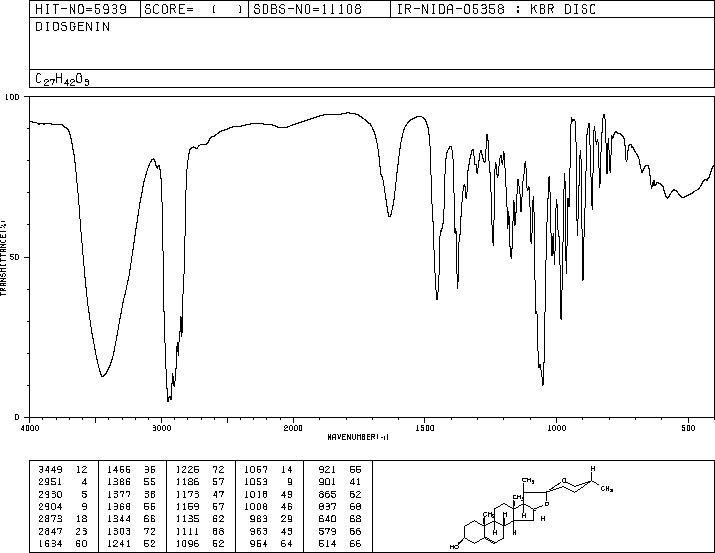 HIT-NO=5939 SCORE= ( ) SDBS-NO=11108 IR-NIDA-05358 : KBR DISC
DIOSGENIN
C27H42O3
100
50
0
TRANSMITTANCE(%)
4000 3000 2000 1500 1000 500
WAVENUMBER(-1)
3449 12 1456 36 1226 72 1067 14 921 55
2951 4 1386 55 1186 57 1053 9 901 41
2930 5 1377 38 1173 47 1018 49 865 62
2904 9 1368 66 1159 57 1008 46 837 68
2873 18 1344 66 1135 62 983 29 640 68
2847 23 1303 72 1111 68 963 43 579 66
1634 60 1241 52 1096 52 954 64 514 66
H
CH3
O
CH3
CH3
O
CH3
H
H
H
H
HO